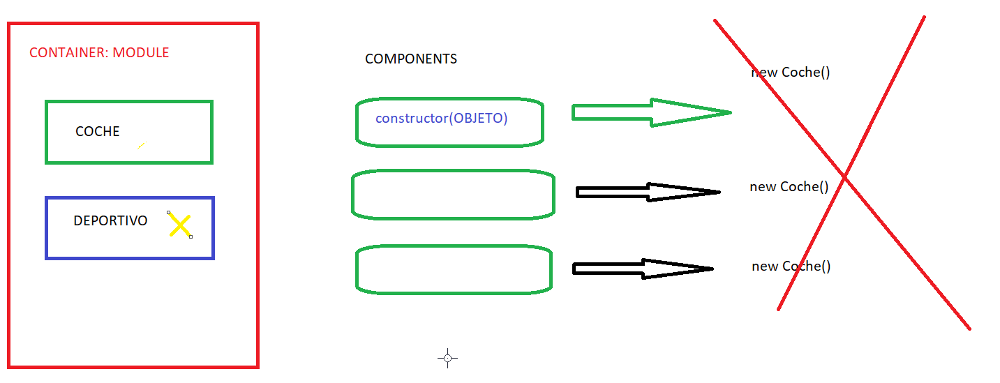 CONTAINER: MODULE
COCHE
DEPORTIVO
COMPONENTS
constructor(OBJETO)
new Coche()
new Coche()
new Coche()